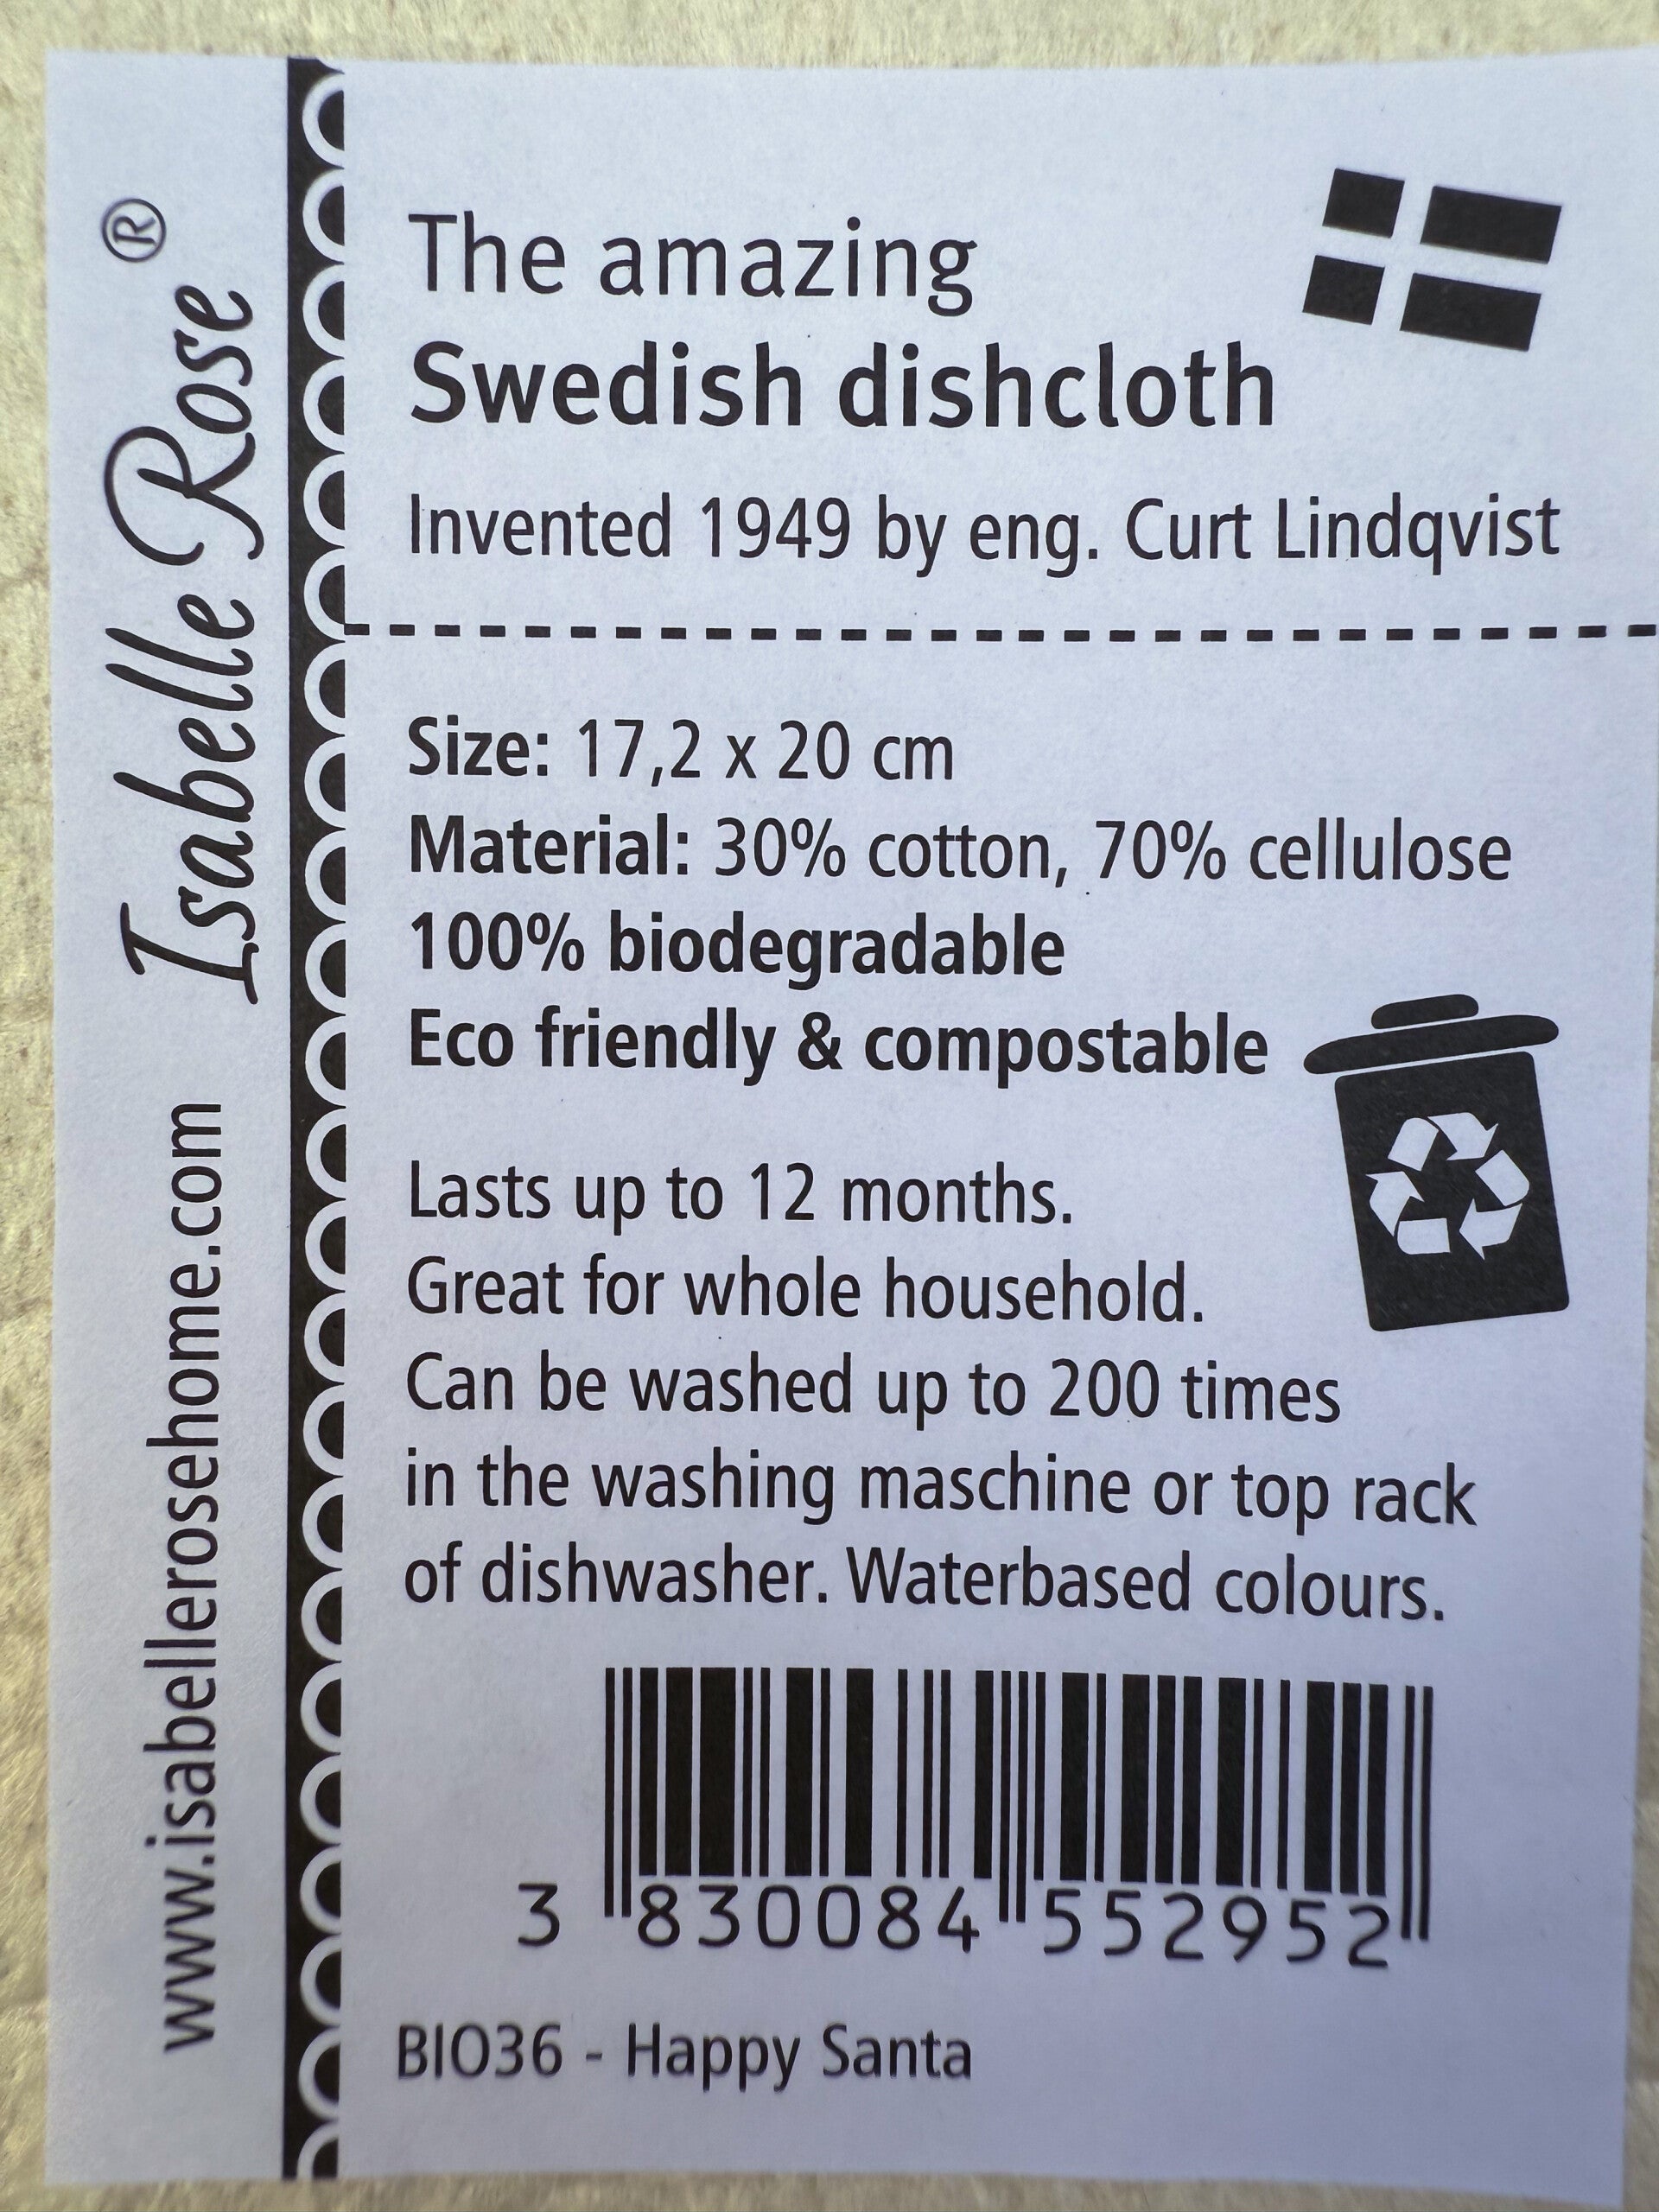 Isabelle Rose®
www.isabellerosehome.com
The amazing
Swedish dishcloth
Invented 1949 by eng. Curt Lindqvist
Size: 17,2 x 20 cm
Material: 30% cotton, 70% cellulose
100% biodegradable
Eco friendly & compostable
Lasts up to 12 months.
Great for whole household.
Can be washed up to 200 times
in the washing maschine or top rack
of dishwasher. Waterbased colours.
3 830084 552952
BIO36 - Happy Santa